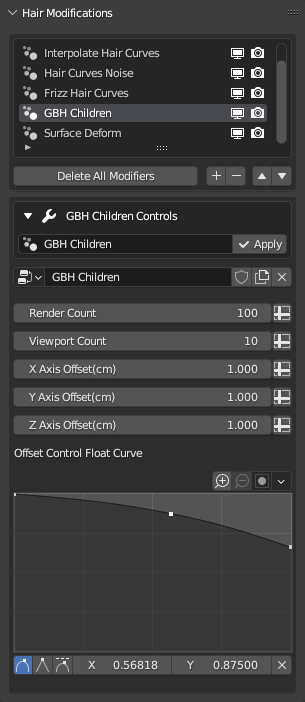 Hair Modifications
Interpolate Hair Curves
Hair Curves Noise
Frizz Hair Curves
GBH Children
Surface Deform
Delete All Modifiers
GBH Children Controls
GBH Children Apply
GBH Children
Render Count 100
Viewport Count 10
X Axis Offset(cm) 1.000
Y Axis Offset(cm) 1.000
Z Axis Offset(cm) 1.000
Offset Control Float Curve
X 0.56818 Y 0.87500